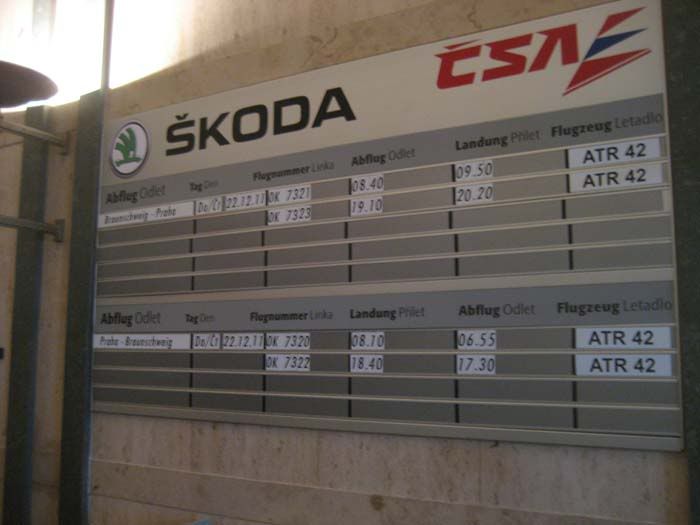 ČSA
ŠKODA
Abflug Odlet Tag Den Flugnummer Linka Abflug Odlet Landung Přílet Flugzeug Letadlo
Braunschweig - Praha Do/Čt 22.12.11 OK 7321 08.40 09.50 ATR 42
OK 7323 19.10 20.20 ATR 42
Abflug Odlet Tag Den Flugnummer Linka Landung Přílet Abflug Odlet Flugzeug Letadlo
Praha - Braunschweig Do/Čt 22.12.11 OK 7320 08.10 06.55 ATR 42
OK 7322 18.40 17.30 ATR 42